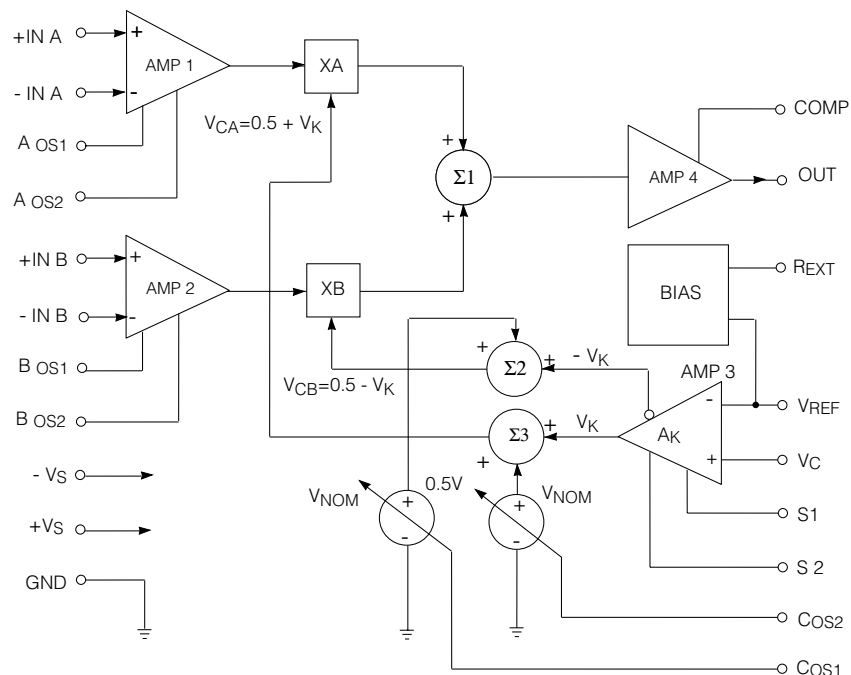 +IN A
+
AMP 1
XA
- IN A
-
V_CA=0.5 + V_K
COMP
A OS1
+
Σ1
AMP 4
OUT
A OS2
+
+IN B
+
AMP 2
XB
BIAS
R_EXT
- IN B
-
B OS1
+
Σ2
+
- V_K
AMP 3
V_CB=0.5 - V_K
B OS2
-
V_REF
Σ3
+
V_K
A_K
+
V_C
+
- V_S
V_NOM
0.5V
V_NOM
S1
+
+
+V_S
-
-
S 2
GND
C_OS2
C_OS1